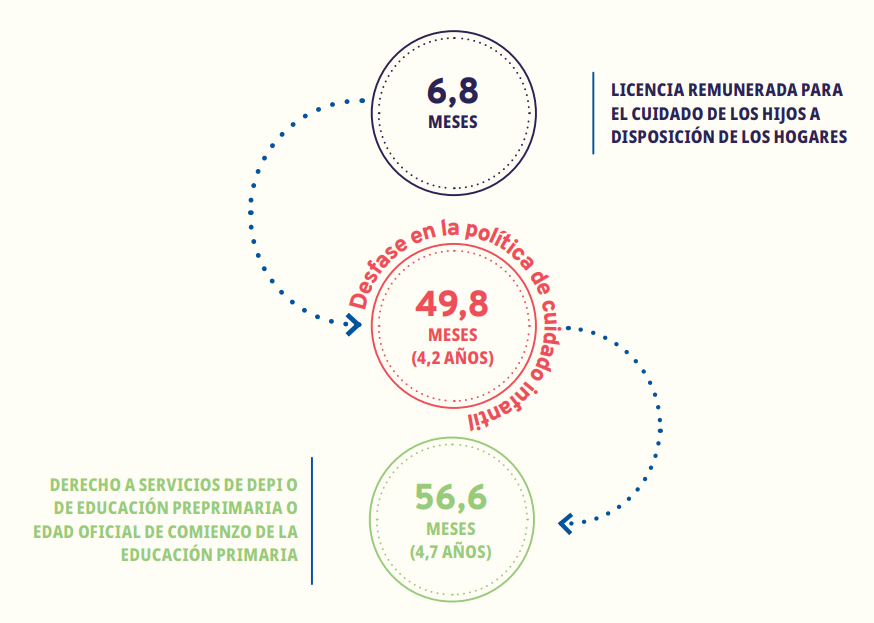 6,8
MESES
LICENCIA REMUNERADA PARA
EL CUIDADO DE LOS HIJOS A
DISPOSICIÓN DE LOS HOGARES
Desfase en la política de cuidado infantil
49,8
MESES
(4,2 AÑOS)
DERECHO A SERVICIOS DE DEPI O
DE EDUCACIÓN PREPRIMARIA O
EDAD OFICIAL DE COMIENZO DE LA
EDUCACIÓN PRIMARIA
56,6
MESES
(4,7 AÑOS)